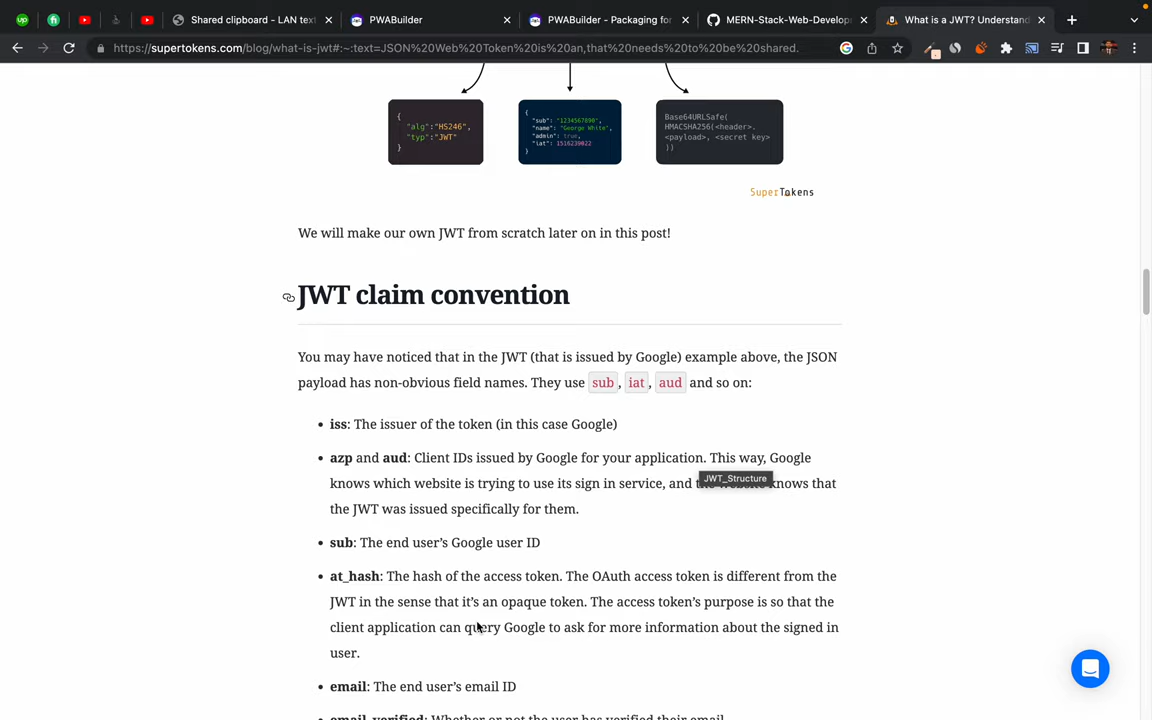 Shared clipboard - LAN text
PWABuilder
PWABuilder - Packaging for
MERN-Stack-Web-Develop
What is a JWT? Understand
https://supertokens.com/blog/what-is-jwt#:~:text=JSON%20Web%20Token%20is%20an,that%20needs%20to%20be%20shared.
{
"alg":"HS246",
"typ":"JWT"
}
{
"sub": "1234567890",
"name": "George White",
"admin": true,
"iat": 1516239022
}
Base64URLSafe(
HMACSHA256(<header>.
<payload>, <secret key>
))
SuperTokens
We will make our own JWT from scratch later on in this post!
JWT claim convention
You may have noticed that in the JWT (that is issued by Google) example above, the JSON
payload has non-obvious field names. They use sub, iat, aud and so on:
• iss: The issuer of the token (in this case Google)
• azp and aud: Client IDs issued by Google for your application. This way, Google
knows which website is trying to use its sign in service, and the website knows that
JWT_Structure
the JWT was issued specifically for them.
• sub: The end user's Google user ID
• at_hash: The hash of the access token. The OAuth access token is different from the
JWT in the sense that it's an opaque token. The access token's purpose is so that the
client application can query Google to ask for more information about the signed in
user.
• email: The end user's email ID
email_verified: Whether or not the user has verified their email